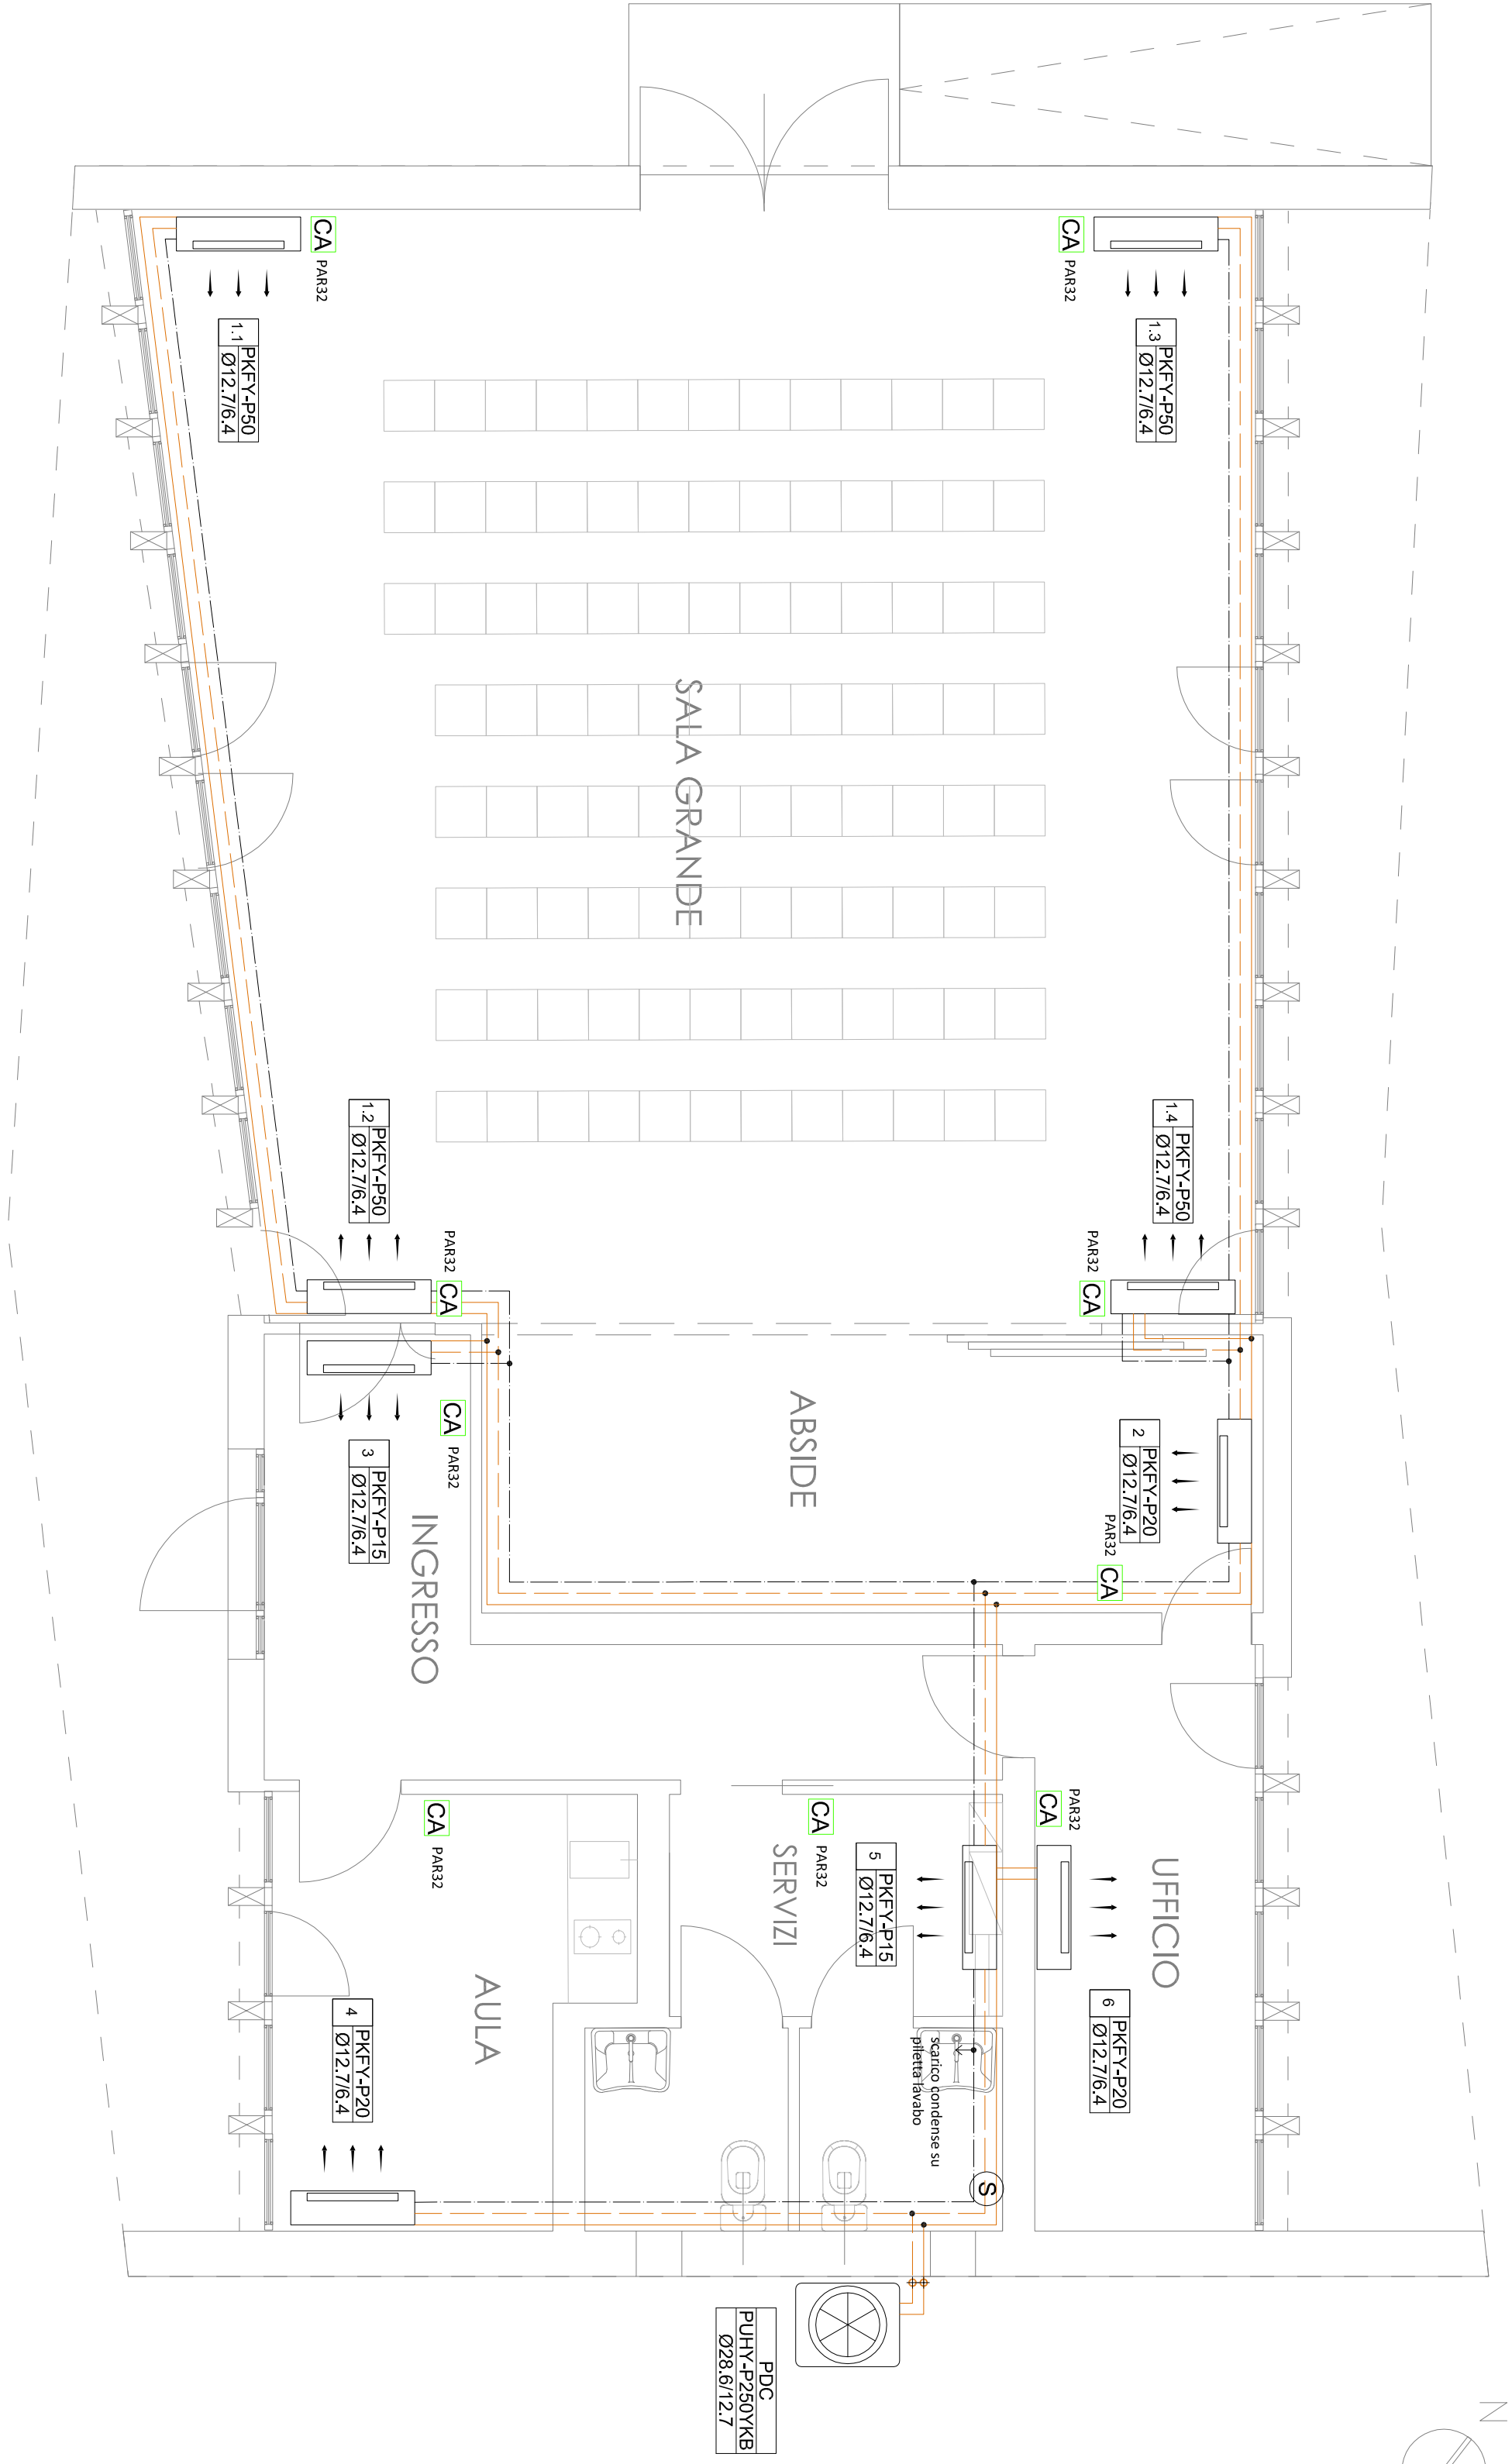 CA
PAR32
CA
PAR32
1.1
PKFY-P50
Ø12.7/6.4
1.3
PKFY-P50
Ø12.7/6.4
SALA GRANDE
1.2
PKFY-P50
Ø12.7/6.4
1.4
PKFY-P50
Ø12.7/6.4
PAR32
CA
PAR32
CA
CA
PAR32
ABSIDE
2
PKFY-P20
Ø12.7/6.4
3
PKFY-P15
Ø12.7/6.4
PAR32
CA
INGRESSO
CA
PAR32
CA
PAR32
PAR32
CA
SERVIZI
5
PKFY-P15
Ø12.7/6.4
UFFICIO
AULA
4
PKFY-P20
Ø12.7/6.4
6
PKFY-P20
Ø12.7/6.4
scarico condense su
piletta lavabo
S
PDC
PUHY-P250YKB
Ø28.6/12.7
N